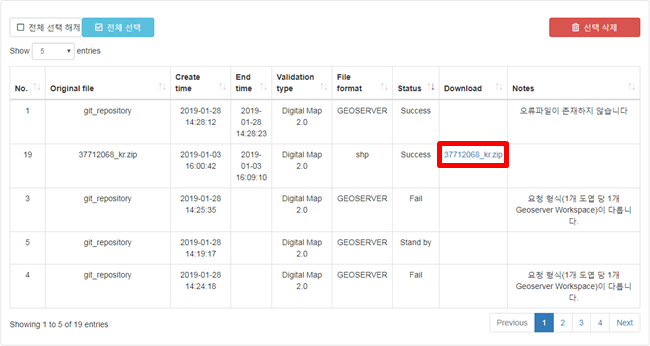 전체 선택 해제 전체 선택 선택 삭제
Show 5 entries
No. Original file Create time End time Validation type File format Status Download Notes
1 git_repository 2019-01-28 14:28:12 2019-01-28 14:28:23 Digital Map 2.0 GEOSERVER Success 오류파일이 존재하지 않습니다
19 37712068_kr.zip 2019-01-03 16:00:42 2019-01-03 16:09:10 Digital Map 2.0 shp Success 37712068_kr.zip
3 git_repository 2019-01-28 14:25:35 Digital Map 2.0 GEOSERVER Fail 요청 형식(1개 도엽 당 1개 Geoserver Workspace)이 다릅니다.
5 git_repository 2019-01-28 14:19:17 Digital Map 2.0 GEOSERVER Stand by
4 git_repository 2019-01-28 14:24:18 Digital Map 2.0 GEOSERVER Fail 요청 형식(1개 도엽 당 1개 Geoserver Workspace)이 다릅니다.
Showing 1 to 5 of 19 entries Previous 1 2 3 4 Next